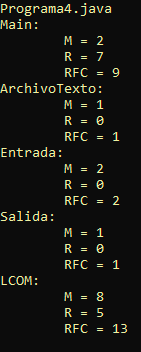 Programa4.java
Main:
M = 2
R = 7
RFC = 9
ArchivoTexto:
M = 1
R = 0
RFC = 1
Entrada:
M = 2
R = 0
RFC = 2
Salida:
M = 1
R = 0
RFC = 1
LCOM:
M = 8
R = 5
RFC = 13